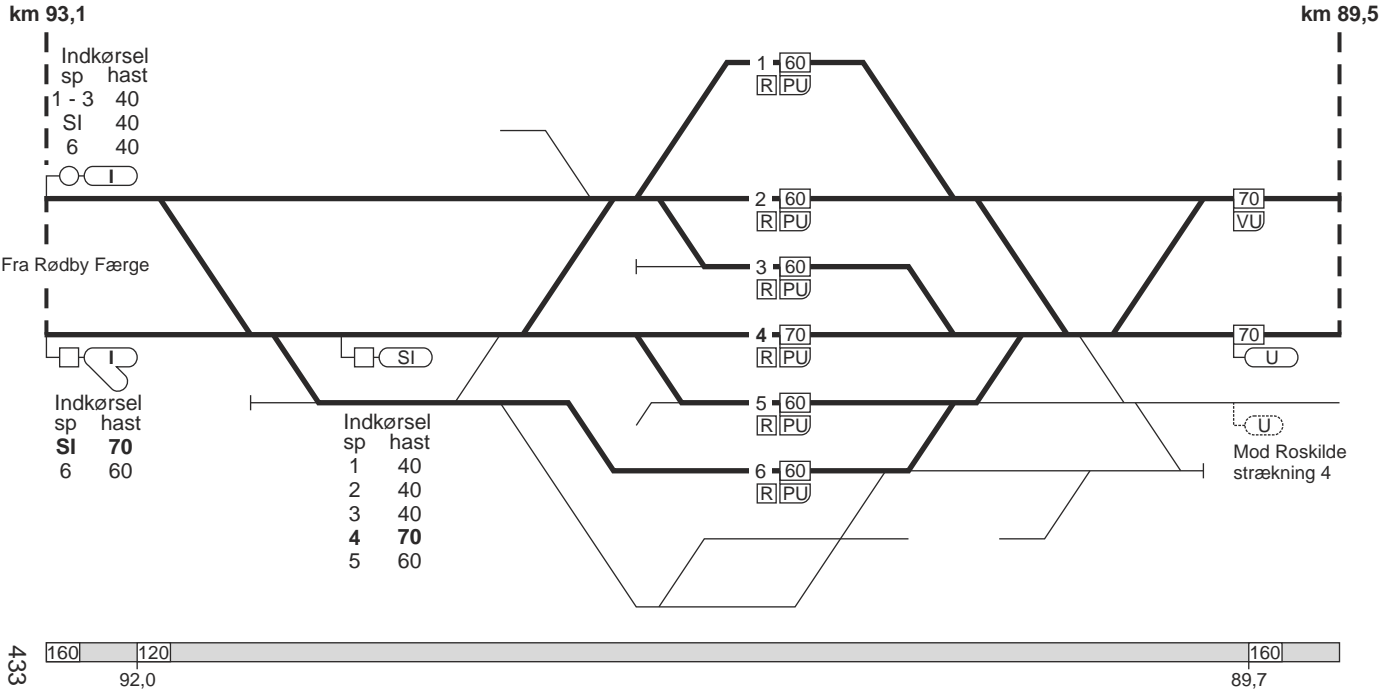 km 93,1
km 89,5
Indkørsel
sp hast
1 - 3 40
SI 40
6 40
I
1 60
R PU
2 60
R PU
70
VU
Fra Rødby Færge
3 60
R PU
4 70
R PU
70
U
I
SI
Indkørsel
sp hast
SI 70
6 60
Indkørsel
sp hast
1 40
2 40
3 40
4 70
5 60
5 60
R PU
U
Mod Roskilde
strækning 4
6 60
R PU
433
160
120
160
92,0
89,7